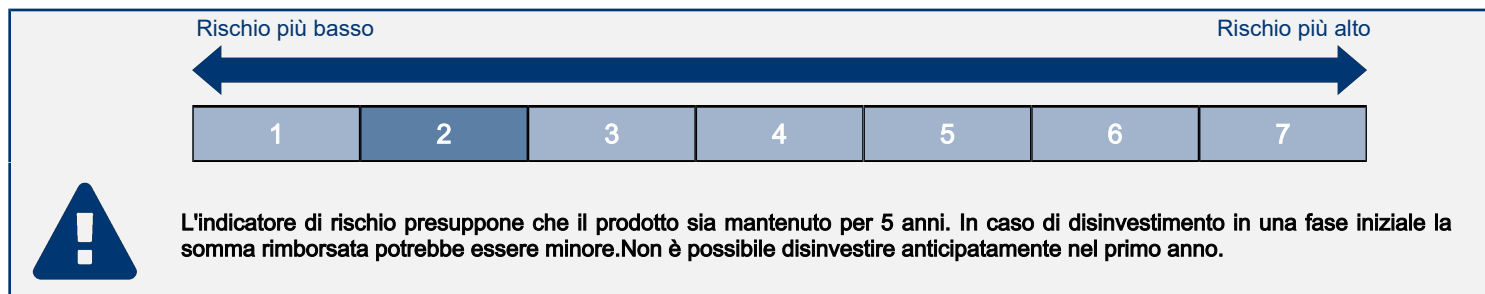 Rischio più basso Rischio più alto
1 2 3 4 5 6 7
L'indicatore di rischio presuppone che il prodotto sia mantenuto per 5 anni. In caso di disinvestimento in una fase iniziale la
somma rimborsata potrebbe essere minore.Non è possibile disinvestire anticipatamente nel primo anno.